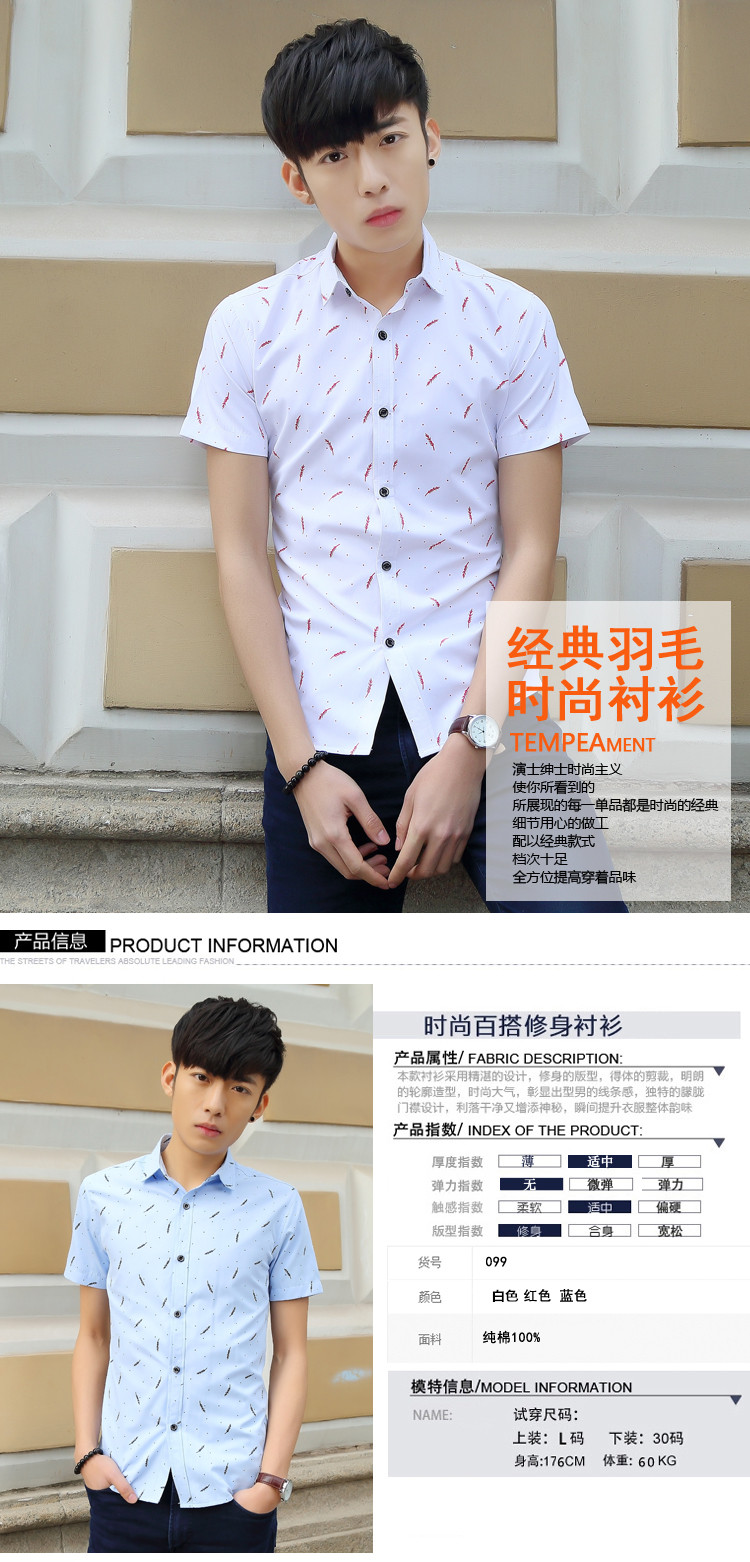 经典羽毛
时尚衬衫
TEMPEAMENT
演士绅士时尚主义
使你所看到的
所展现的每一单品都是时尚的经典
细节用心的做工
配以经典款式
档次十足
全方位提高穿着品味
产品信息 PRODUCT INFORMATION
THE STREETS OF TRAVELERS ABSOLUTE LEADING FASHION
时尚百搭修身衬衫
产品属性/ FABRIC DESCRIPTION:
本款衬衫采用精湛的设计，修身的版型，得体的剪裁，明朗
的轮廓造型，时尚大气，彰显出型男的线条感，独特的朦胧
门襟设计，利落干净又增添神秘，瞬间提升衣服整体韵味
产品指数/ INDEX OF THE PRODUCT:
厚度指数 薄 适中 厚
弹力指数 无 微弹 弹力
触感指数 柔软 适中 偏硬
版型指数 修身 合身 宽松
货号 099
颜色 白色 红色 蓝色
面料 纯棉100%
模特信息/MODEL INFORMATION
NAME: 试穿尺码：
上装：L码 下装：30码
身高:176CM 体重: 60KG